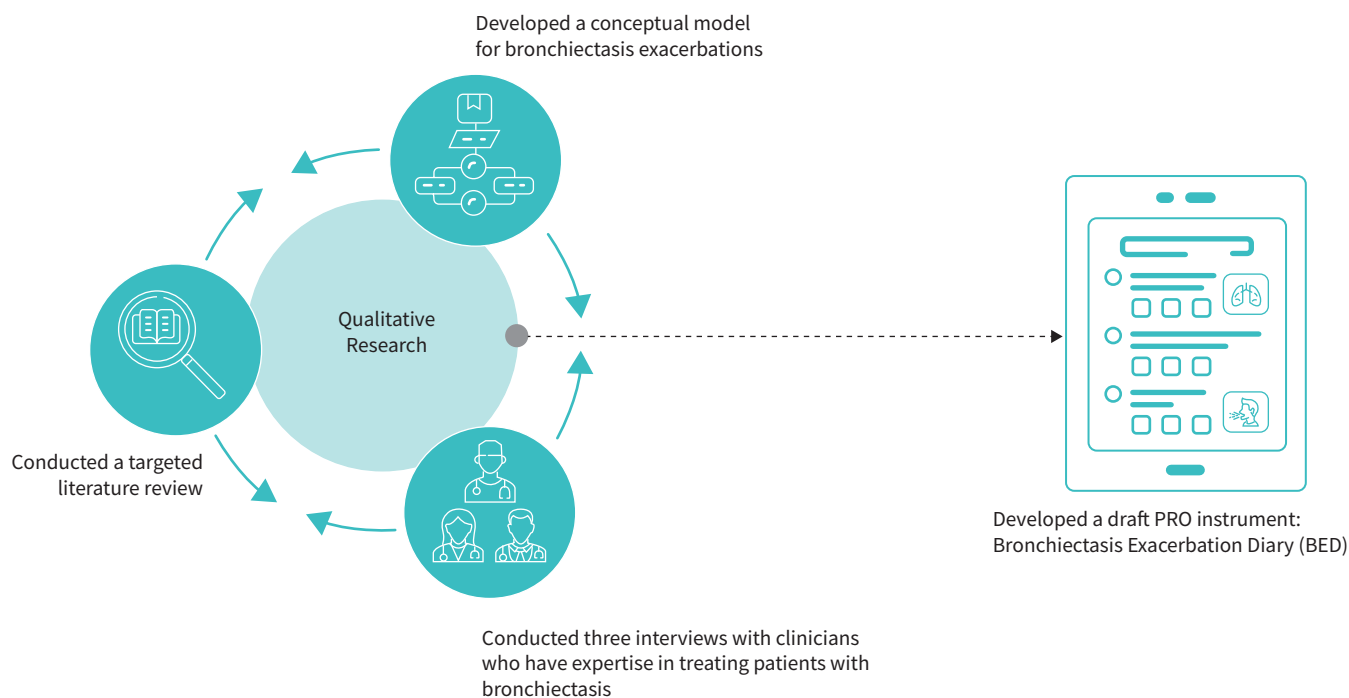 Developed a conceptual model
for bronchiectasis exacerbations
Qualitative
Research
Conducted a targeted
literature review
Conducted three interviews with clinicians
who have expertise in treating patients with
bronchiectasis
Developed a draft PRO instrument:
Bronchiectasis Exacerbation Diary (BED)